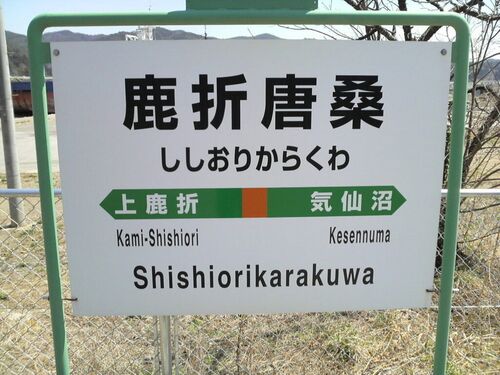 鹿折唐桑
ししおりからくわ
上鹿折 気仙沼
Kami-Shishiori Kesennuma
Shishiorikarakuwa